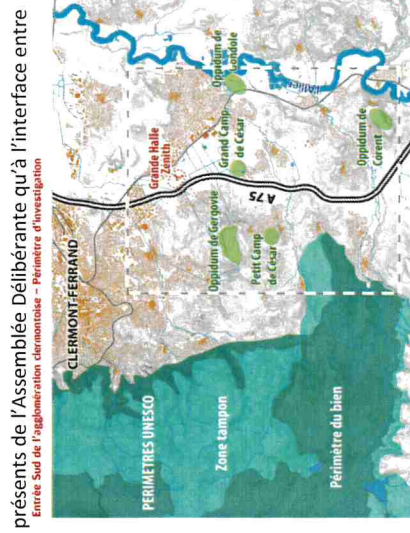 présents de l'Assemblée Délibérante qu'à l'interface entre
Entrée Sud de l'agglomération clermontoise – Périmètre d'investigation
CLERMONT-FERRAND
Grande Halle
Zénith
Oppidum de
Gondole
l'Allier
Grand Camp
de César
A 75
Oppidum de Gergovie
Petit Camp
de César
Oppidum de
Corent
PERIMETRES UNESCO
Zone tampon
Périmètre du bien